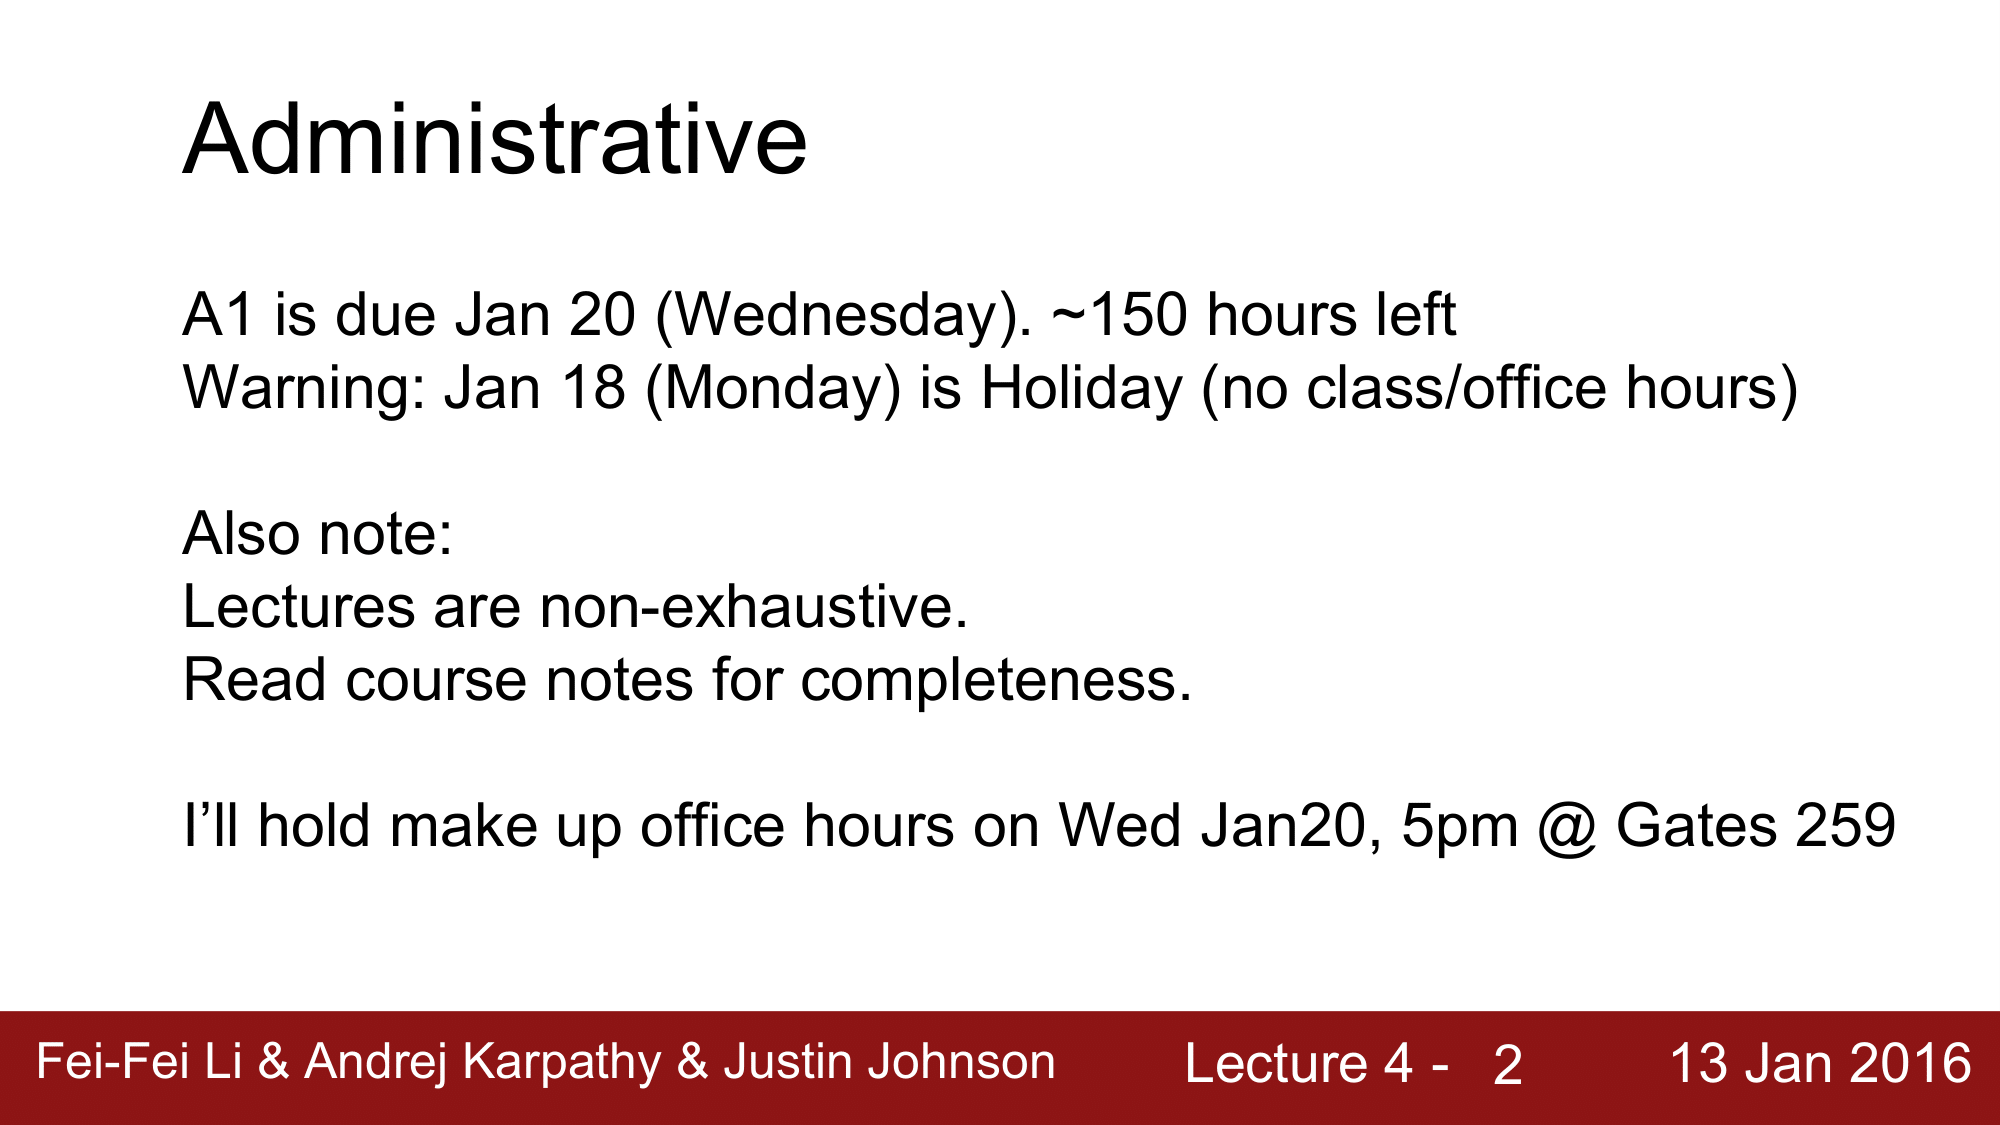 Administrative
A1 is due Jan 20 (Wednesday). ~150 hours left
Warning: Jan 18 (Monday) is Holiday (no class/office hours)
Also note:
Lectures are non-exhaustive.
Read course notes for completeness.
I’ll hold make up office hours on Wed Jan20, 5pm @ Gates 259
Fei-Fei Li & Andrej Karpathy & Justin Johnson Lecture 4 - 2 13 Jan 2016